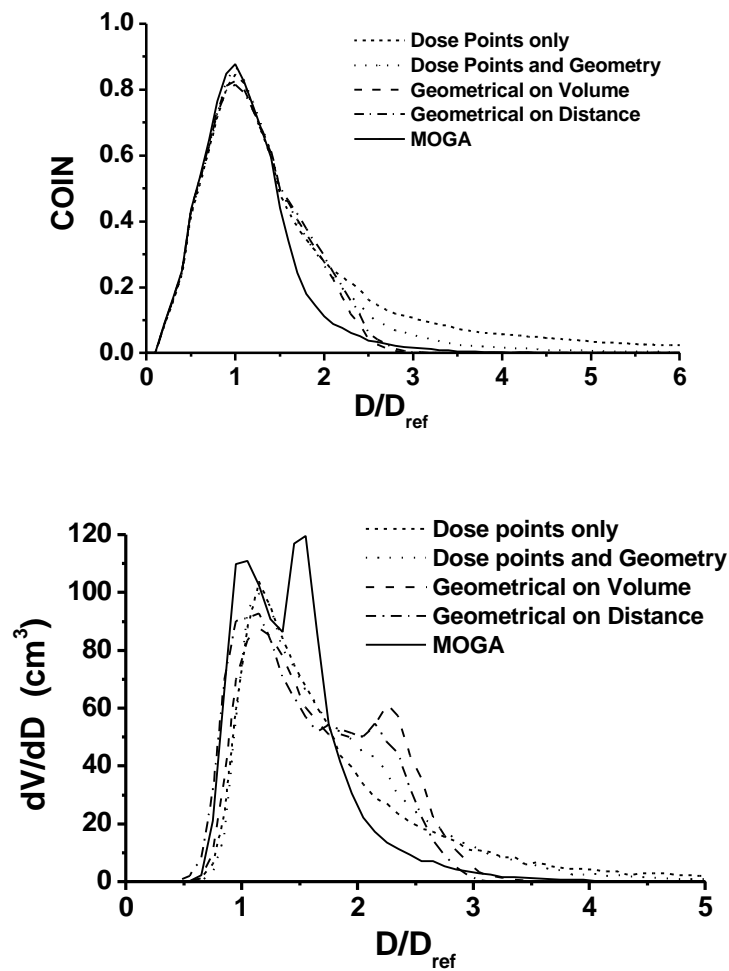 1.0
0.8
0.6
0.4
0.2
0.0
COIN
Dose Points only
Dose Points and Geometry
Geometrical on Volume
Geometrical on Distance
MOGA
0 1 2 3 4 5 6
D/Dref
120
100
80
60
40
20
0
dV/dD (cm³)
Dose points only
Dose points and Geometry
Geometrical on Volume
Geometrical on Distance
MOGA
0 1 2 3 4 5
D/Dref